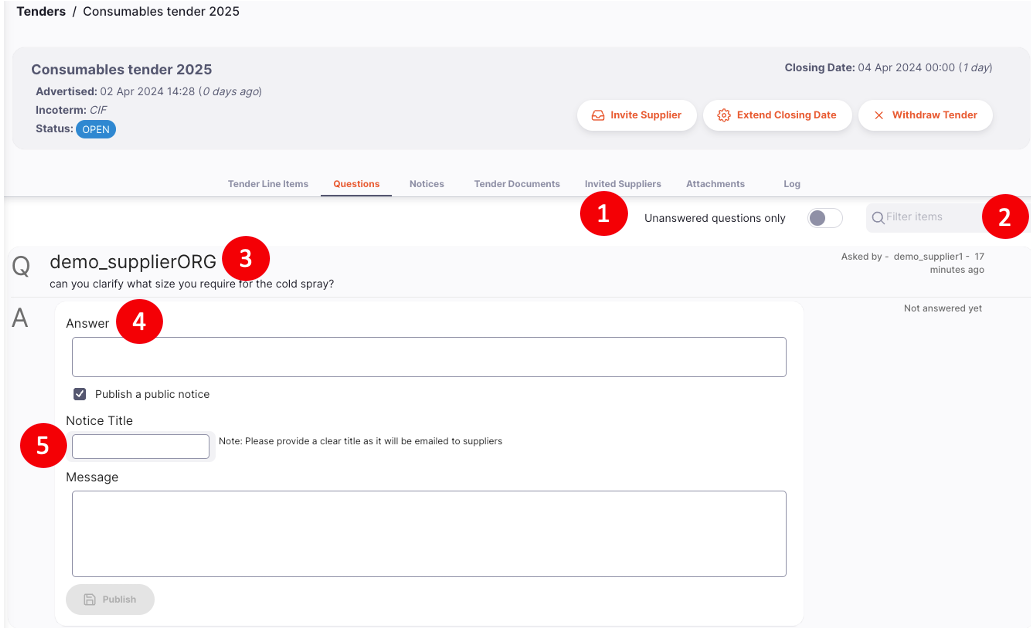 Tenders / Consumables tender 2025
Consumables tender 2025
Closing Date: 04 Apr 2024 00:00 (1 day)
Advertised: 02 Apr 2024 14:28 (0 days ago)
Incoterm: CIF
Status: OPEN
Invite Supplier Extend Closing Date Withdraw Tender
Tender Line Items Questions Notices Tender Documents Invited Suppliers Attachments Log
1 Unanswered questions only Filter items 2
Q demo_supplierORG 3
can you clarify what size you require for the cold spray?
Asked by - demo_supplier1 - 17
minutes ago
A
Not answered yet
Answer 4
Publish a public notice
Notice Title
5 Note: Please provide a clear title as it will be emailed to suppliers
Message
Publish